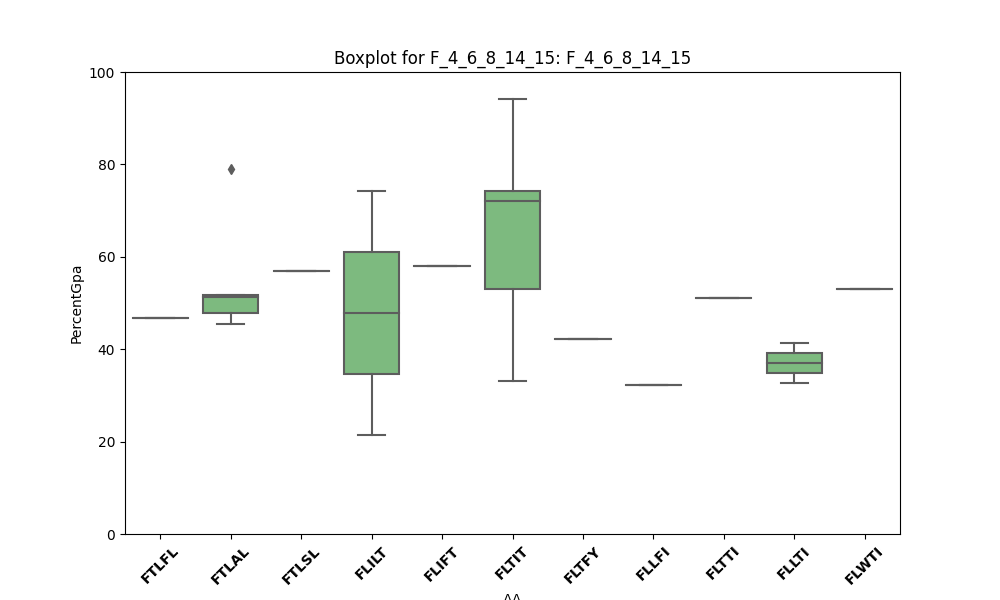 Boxplot for F_4_6_8_14_15: F_4_6_8_14_15
100
80
60
40
20
0
PercentGpa
FTLFL
FTLAL
FTLSL
FLILT
FLIFT
FLTIT
FLTFY
FLLFI
FLTTI
FLLTI
FLWTI
AA